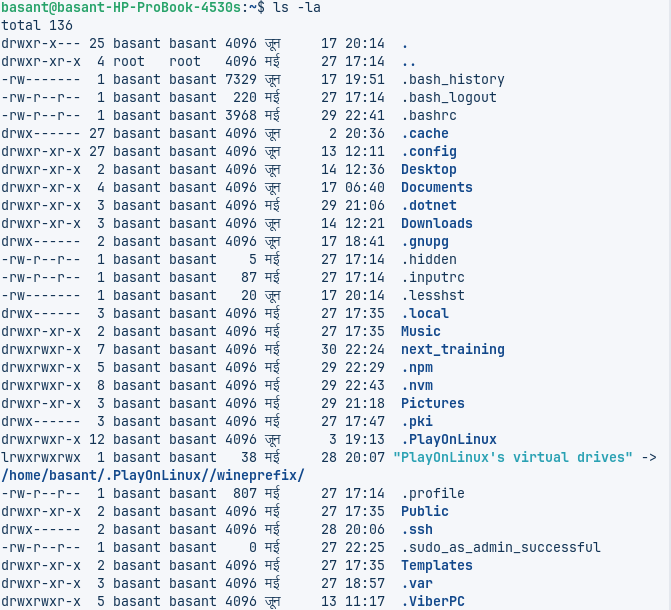 basant@basant-HP-ProBook-4530s:~$ ls -la
total 136
drwxr-x--- 25 basant basant 4096 जून     17 20:14  .
drwxr-xr-x  4 root   root   4096 मई      27 17:14  ..
-rw-------  1 basant basant 7329 जून     17 19:51  .bash_history
-rw-r--r--  1 basant basant  220 मई      27 17:14  .bash_logout
-rw-r--r--  1 basant basant 3968 मई      29 22:41  .bashrc
drwx------ 27 basant basant 4096 जून      2 20:36  .cache
drwxr-xr-x 27 basant basant 4096 जून     13 12:11  .config
drwxr-xr-x  2 basant basant 4096 जून     14 12:36  Desktop
drwxr-xr-x  4 basant basant 4096 जून     17 06:40  Documents
drwxr-xr-x  3 basant basant 4096 मई      29 21:06  .dotnet
drwxr-xr-x  3 basant basant 4096 जून     14 12:21  Downloads
drwx------  2 basant basant 4096 जून     17 18:41  .gnupg
-rw-r--r--  1 basant basant    5 मई      27 17:14  .hidden
-rw-r--r--  1 basant basant   87 मई      27 17:14  .inputrc
-rw-------  1 basant basant   20 जून     17 20:14  .lesshst
drwx------  3 basant basant 4096 मई      27 17:35  .local
drwxr-xr-x  2 basant basant 4096 मई      27 17:35  Music
drwxrwxr-x  7 basant basant 4096 मई      30 22:24  next_training
drwxrwxr-x  5 basant basant 4096 मई      29 22:29  .npm
drwxrwxr-x  8 basant basant 4096 मई      29 22:43  .nvm
drwxr-xr-x  3 basant basant 4096 मई      29 21:18  Pictures
drwx------  3 basant basant 4096 मई      27 17:47  .pki
drwxrwxr-x 12 basant basant 4096 जून      3 19:13  .PlayOnLinux
lrwxrwxrwx  1 basant basant   38 मई      28 20:07 "PlayOnLinux's virtual drives" ->
/home/basant/.PlayOnLinux//wineprefix/
-rw-r--r--  1 basant basant  807 मई      27 17:14  .profile
drwxr-xr-x  2 basant basant 4096 मई      27 17:35  Public
drwx------  2 basant basant 4096 मई      28 20:06  .ssh
-rw-r--r--  1 basant basant    0 मई      27 22:25  .sudo_as_admin_successful
drwxr-xr-x  2 basant basant 4096 मई      27 17:35  Templates
drwxr-xr-x  3 basant basant 4096 मई      27 18:57  .var
drwxrwxr-x  5 basant basant 4096 जून     13 11:17  .ViberPC